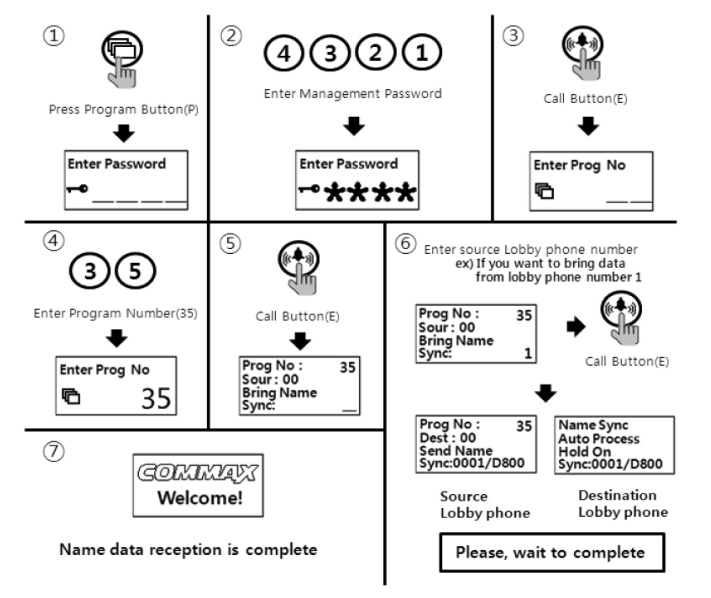 ①
Press Program Button(P)
Enter Password
②
4 3 2 1
Enter Management Password
Enter Password
③
Call Button(E)
Enter Prog No
④
3 5
Enter Program Number(35)
Enter Prog No
35
⑤
Call Button(E)
Prog No : 35
Sour : 00
Bring Name
Sync: __
⑥
Enter source Lobby phone number
ex) If you want to bring data
from lobby phone number 1
Prog No : 35
Sour : 00
Bring Name
Sync: 1
Call Button(E)
Prog No : 35
Dest : 00
Send Name
Sync:0001/D800
Source
Lobby phone
Name Sync
Auto Process
Hold On
Sync:0001/D800
Destination
Lobby phone
Please, wait to complete
⑦
COMMAX
Welcome!
Name data reception is complete